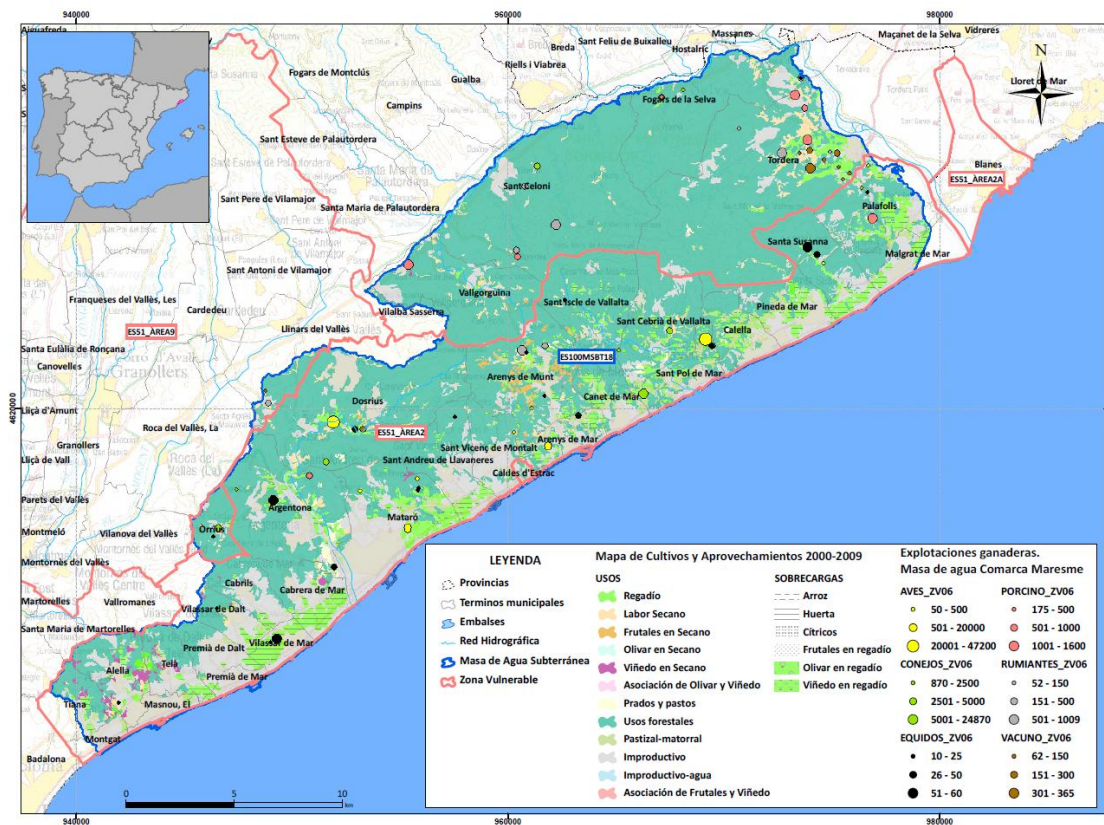 940000
960000
980000
Aiguafreda
Massanes
Vidreres
Breda
Sant Feliu de Buixalleu
Hostalric
Maçanet de la Selva
Riells i Viabrea
Fogars de Montclús
Gualba
N
Lloret de Mar
Campins
Fogars de la Selva
Sant Esteve de Palautordera
Tordera
Blanes
ES51_ÀREA2A
Sant Celoni
Sant Pere de Vilamajor
Santa Maria de Palautordera
Palafolls
Santa Susanna
Malgrat de Mar
Sant Antoni de Vilamajor
Vallgorguina
Sant Iscle de Vallalta
Franqueses del Vallès, Les
Cardedeu
Vilalba Sasserra
Pineda de Mar
ES51_ÀREA9
Llinars del Vallès
Sant Cebrià de Vallalta
Calella
Santa Eulàlia de Ronçana
Canovelles
Granollers
ES100MSBT18
Sant Pol de Mar
Arenys de Munt
Dosrius
Canet de Mar
4620000
4620000
Lliçà d'Amunt
Roca del Vallès, La
ES51_ÀREA2
Granollers
Arenys de Mar
Sant Vicenç de Montalt
Lliçà de Vall
Sant Andreu de Llavaneres
Caldes d'Estrac
Parets del Vallès
Argentona
Mataró
Montmeló
Vilanova del Vallès
Òrrius
Montornès del Vallès
Cabrils
Cabrera de Mar
Martorelles
Vallromanes
Vilassar de Dalt
Santa Maria de Martorelles
Premià de Dalt
Vilassar de Mar
Alella
Teià
Premià de Mar
Tiana
Masnou, El
Montgat
Badalona
0
5
10
km
LEYENDA
Provincias
Terminos municipales
Embalses
Red Hidrográfica
Masa de Agua Subterránea
Zona Vulnerable
Mapa de Cultivos y Aprovechamientos 2000-2009
USOS
Regadío
Labor Secano
Frutales en Secano
Olivar en Secano
Viñedo en Secano
Asociación de Olivar y Viñedo
Prados y pastos
Usos forestales
Pastizal-matorral
Improductivo
Improductivo-agua
Asociación de Frutales y Viñedo
SOBRECARGAS
Arroz
Huerta
Cítricos
Frutales en regadío
Olivar en regadío
Viñedo en regadío
Explotaciones ganaderas.
Masa de agua Comarca Maresme
AVES_ZV06
50 - 500
501 - 20000
20001 - 47200
CONEJOS_ZV06
870 - 2500
2501 - 5000
5001 - 24870
EQUIDOS_ZV06
10 - 25
26 - 50
51 - 60
PORCINO_ZV06
175 - 500
501 - 1000
1001 - 1600
RUMIANTES_ZV06
52 - 150
151 - 500
501 - 1009
VACUNO_ZV06
62 - 150
151 - 300
301 - 365
940000
960000
980000